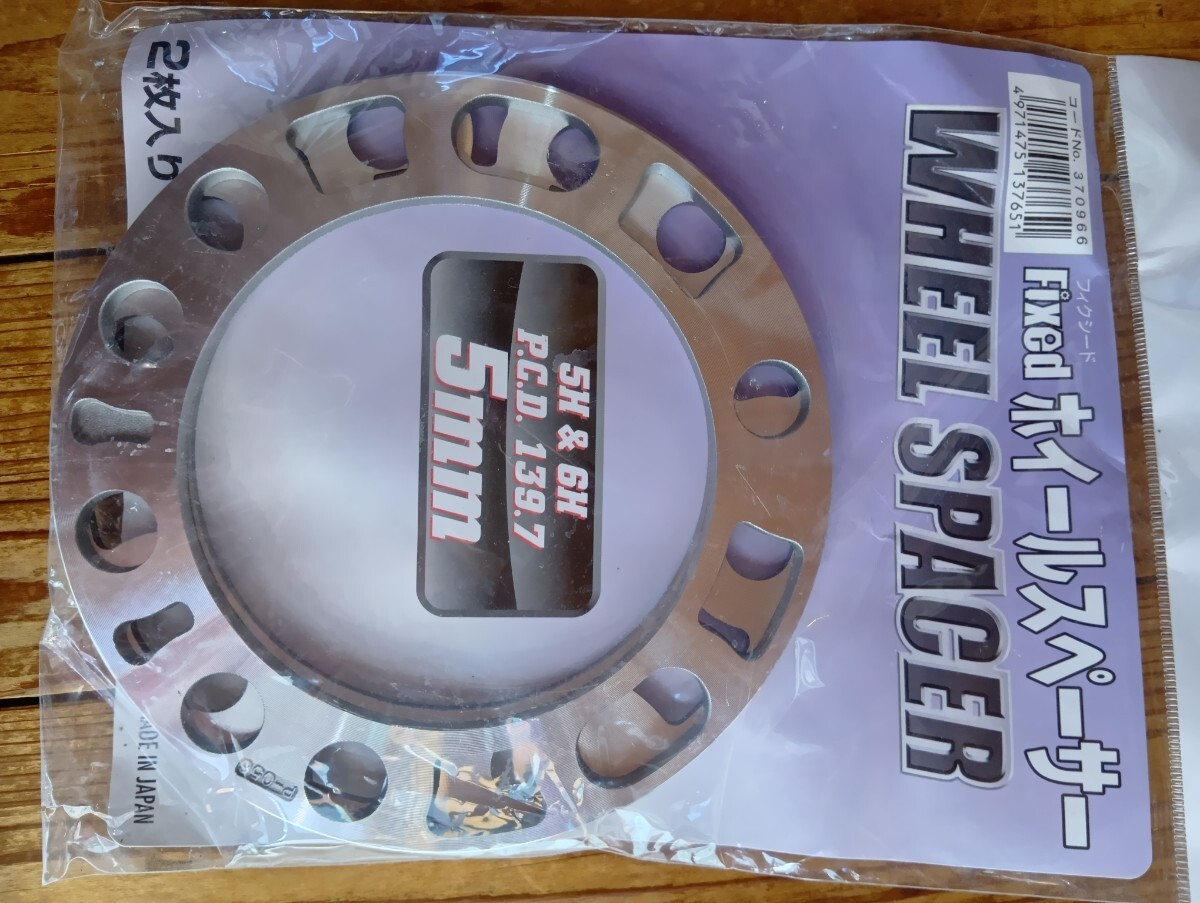 コードNo. 370966
4971475137651
フィクシード
Fixed ホイールスペーサー
WHEEL SPACER
5H & 6H
P.C.D. 139.7
5mm
2枚入り
MADE IN JAPAN